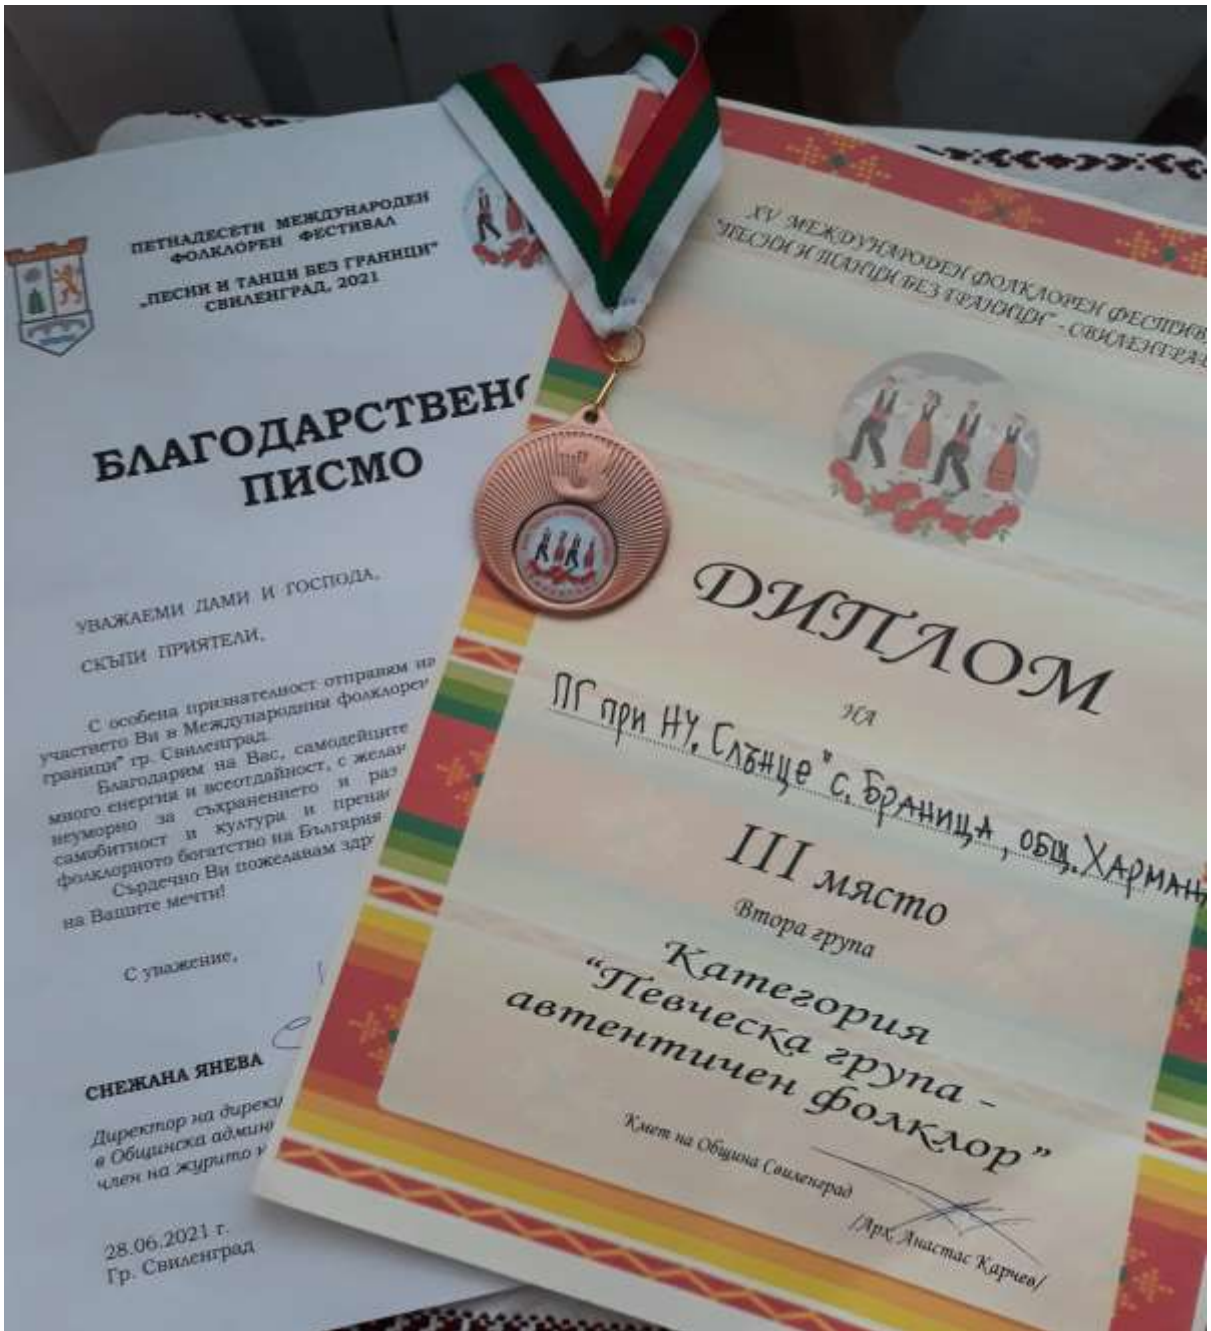 ПЕТНАДЕСЕТИ МЕЖДУНАРОДЕН
ФОЛКЛОРЕН ФЕСТИВАЛ
„ПЕСНИ И ТАНЦИ БЕЗ ГРАНИЦИ"
СВИЛЕНГРАД, 2021
БЛАГОДАРСТВЕНО
ПИСМО
УВАЖАЕМИ ДАМИ И ГОСПОДА,
СКЪПИ ПРИЯТЕЛИ,
С особена признателност отправям
участието Ви в Международния фолклорен
граници" гр. Свиленград.
Благодарим на Вас, самодейците
много енергия и всеотдайност, с
неуморно за съхранението и
самобитност и култура и
фолклорното богатство на България
Сърдечно Ви пожелавам
на Вашите мечти!
С уважение,
СНЕЖАНА ЯНЕВА
Директор на
в Общинска
член на журито
28.06.2021 г.
Гр. Свиленград
XV МЕЖДУНАРОДЕН ФОЛКЛОРЕН ФЕСТИВ
"ПЕСНИ И ТАНЦИ БЕЗ ГРАНИЦИ" - СВИЛЕНГРАД
ДИПЛОМ
НА
ПГ при НУ„Слънце" с. Браница, общ. Харман
III място
Втора група
Категория
"Певческа група -
автентичен фолклор"
Кмет на Община Свиленград
/Арх. Анастас Карчев/